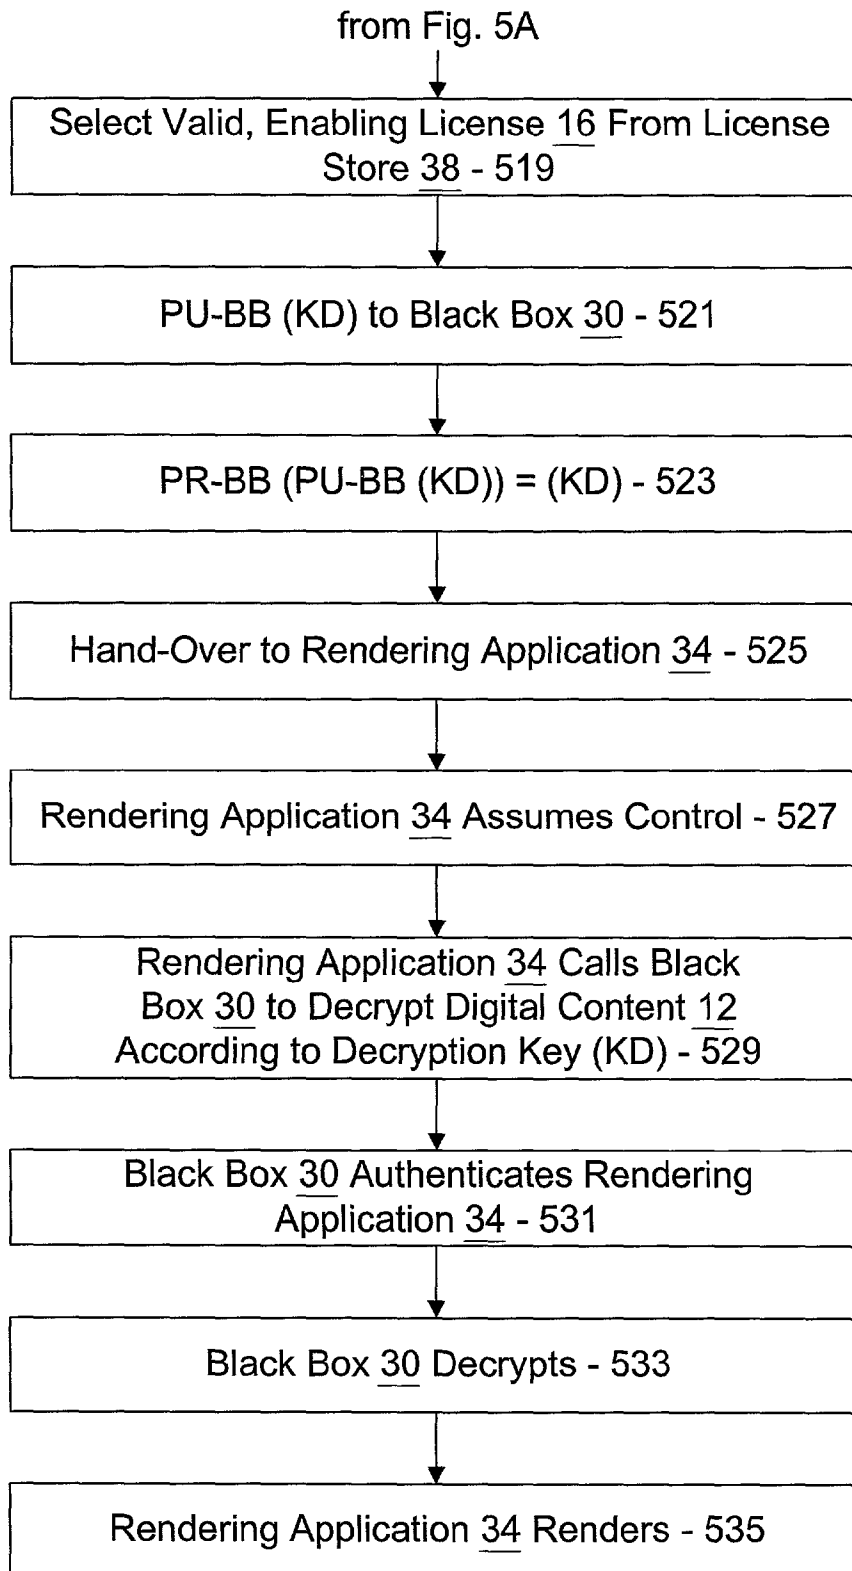 from Fig. 5A
Select Valid, Enabling License 16 From License
Store 38 - 519
PU-BB (KD) to Black Box 30 - 521
PR-BB (PU-BB (KD)) = (KD) - 523
Hand-Over to Rendering Application 34 - 525
Rendering Application 34 Assumes Control - 527
Rendering Application 34 Calls Black
Box 30 to Decrypt Digital Content 12
According to Decryption Key (KD) - 529
Black Box 30 Authenticates Rendering
Application 34 - 531
Black Box 30 Decrypts - 533
Rendering Application 34 Renders - 535